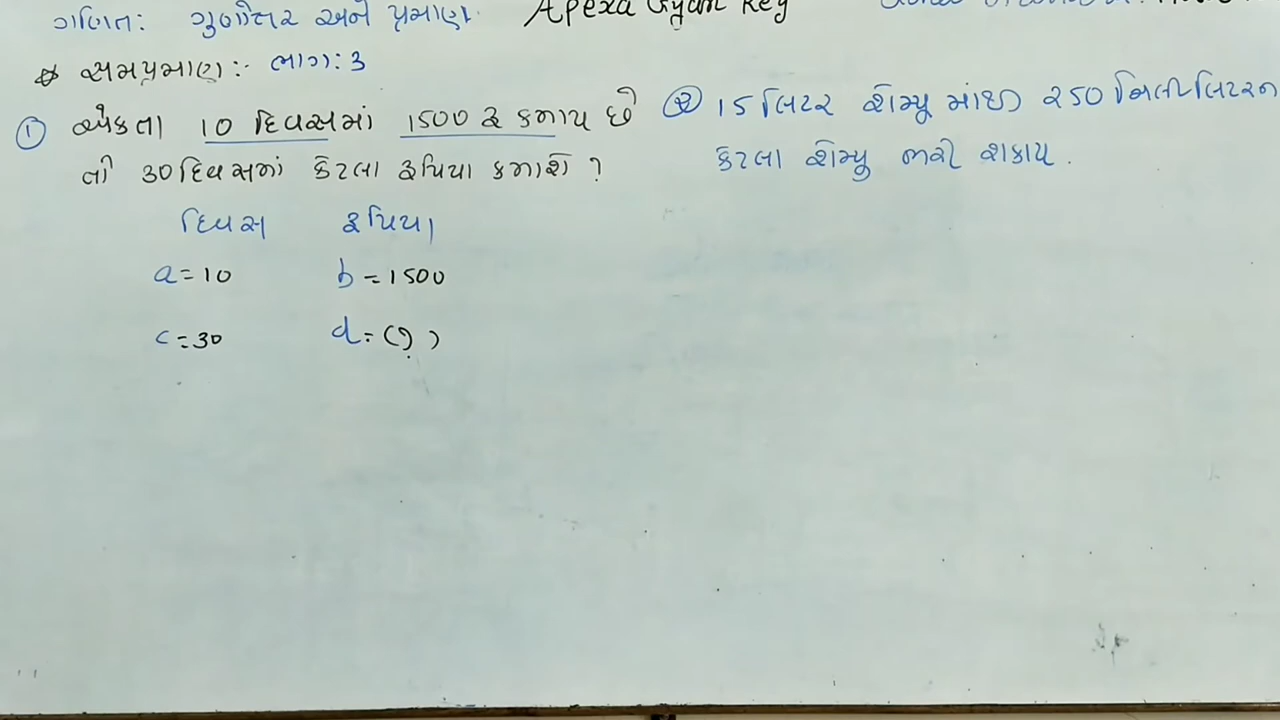 ગણિત: ગુણોત્તર અને પ્રમાણ Apexa Gyan Key
સમપ્રમાણ:- ભાગ:3
① એકતા 10 દિવસમાં 1500 રૂ કમાય છે
તો 30 દિવસમાં કેટલા રૂપિયા કમાશે ?
દિવસ રૂપિયા
a=10 b=1500
c=30 d=(?)
② 15 લિટર શેમ્પૂ માંથી 250 મિલીલિટરન
કેટલા શેમ્પૂ ભરી શકાય.